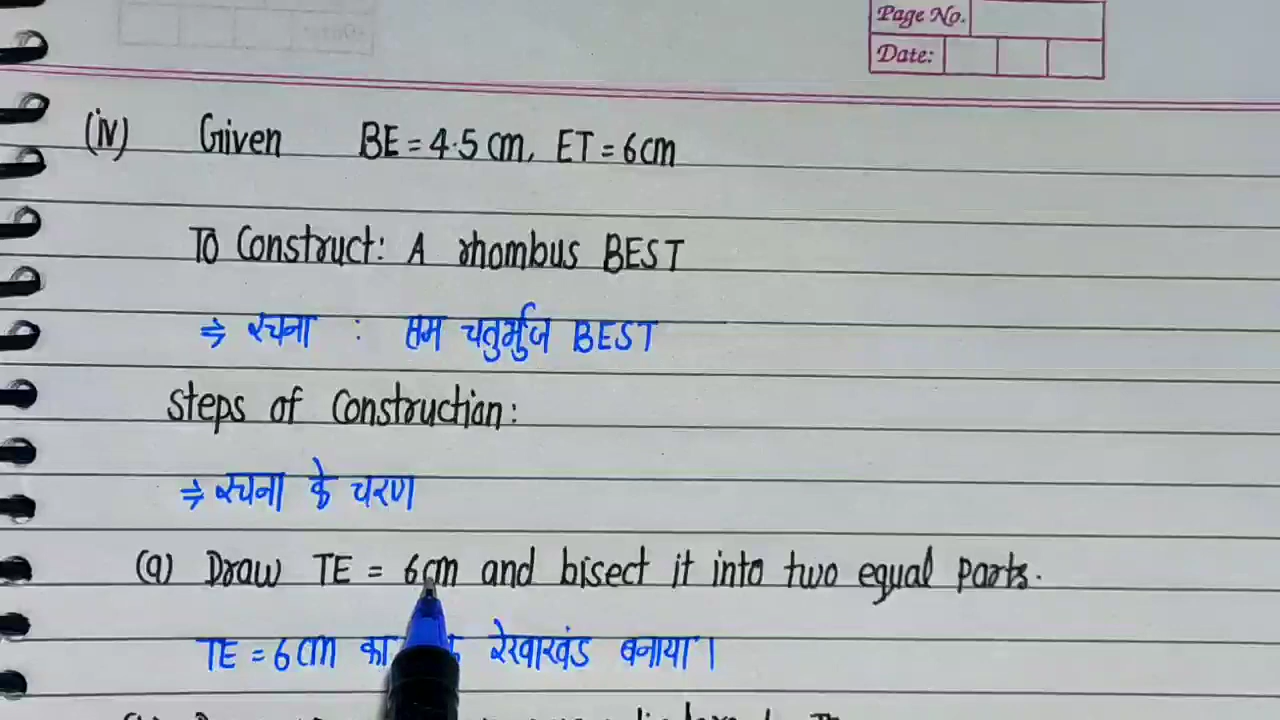 Page No.
Date:
(iv) Given BE = 4.5 cm, ET = 6cm
To Construct: A rhombus BEST
⇒ रचना : सम चतुर्भुज BEST
Steps of Construction:
⇒ रचना के चरण
(a) Draw TE = 6cm and bisect it into two equal parts.
TE = 6cm का रेखाखंड बनाया।